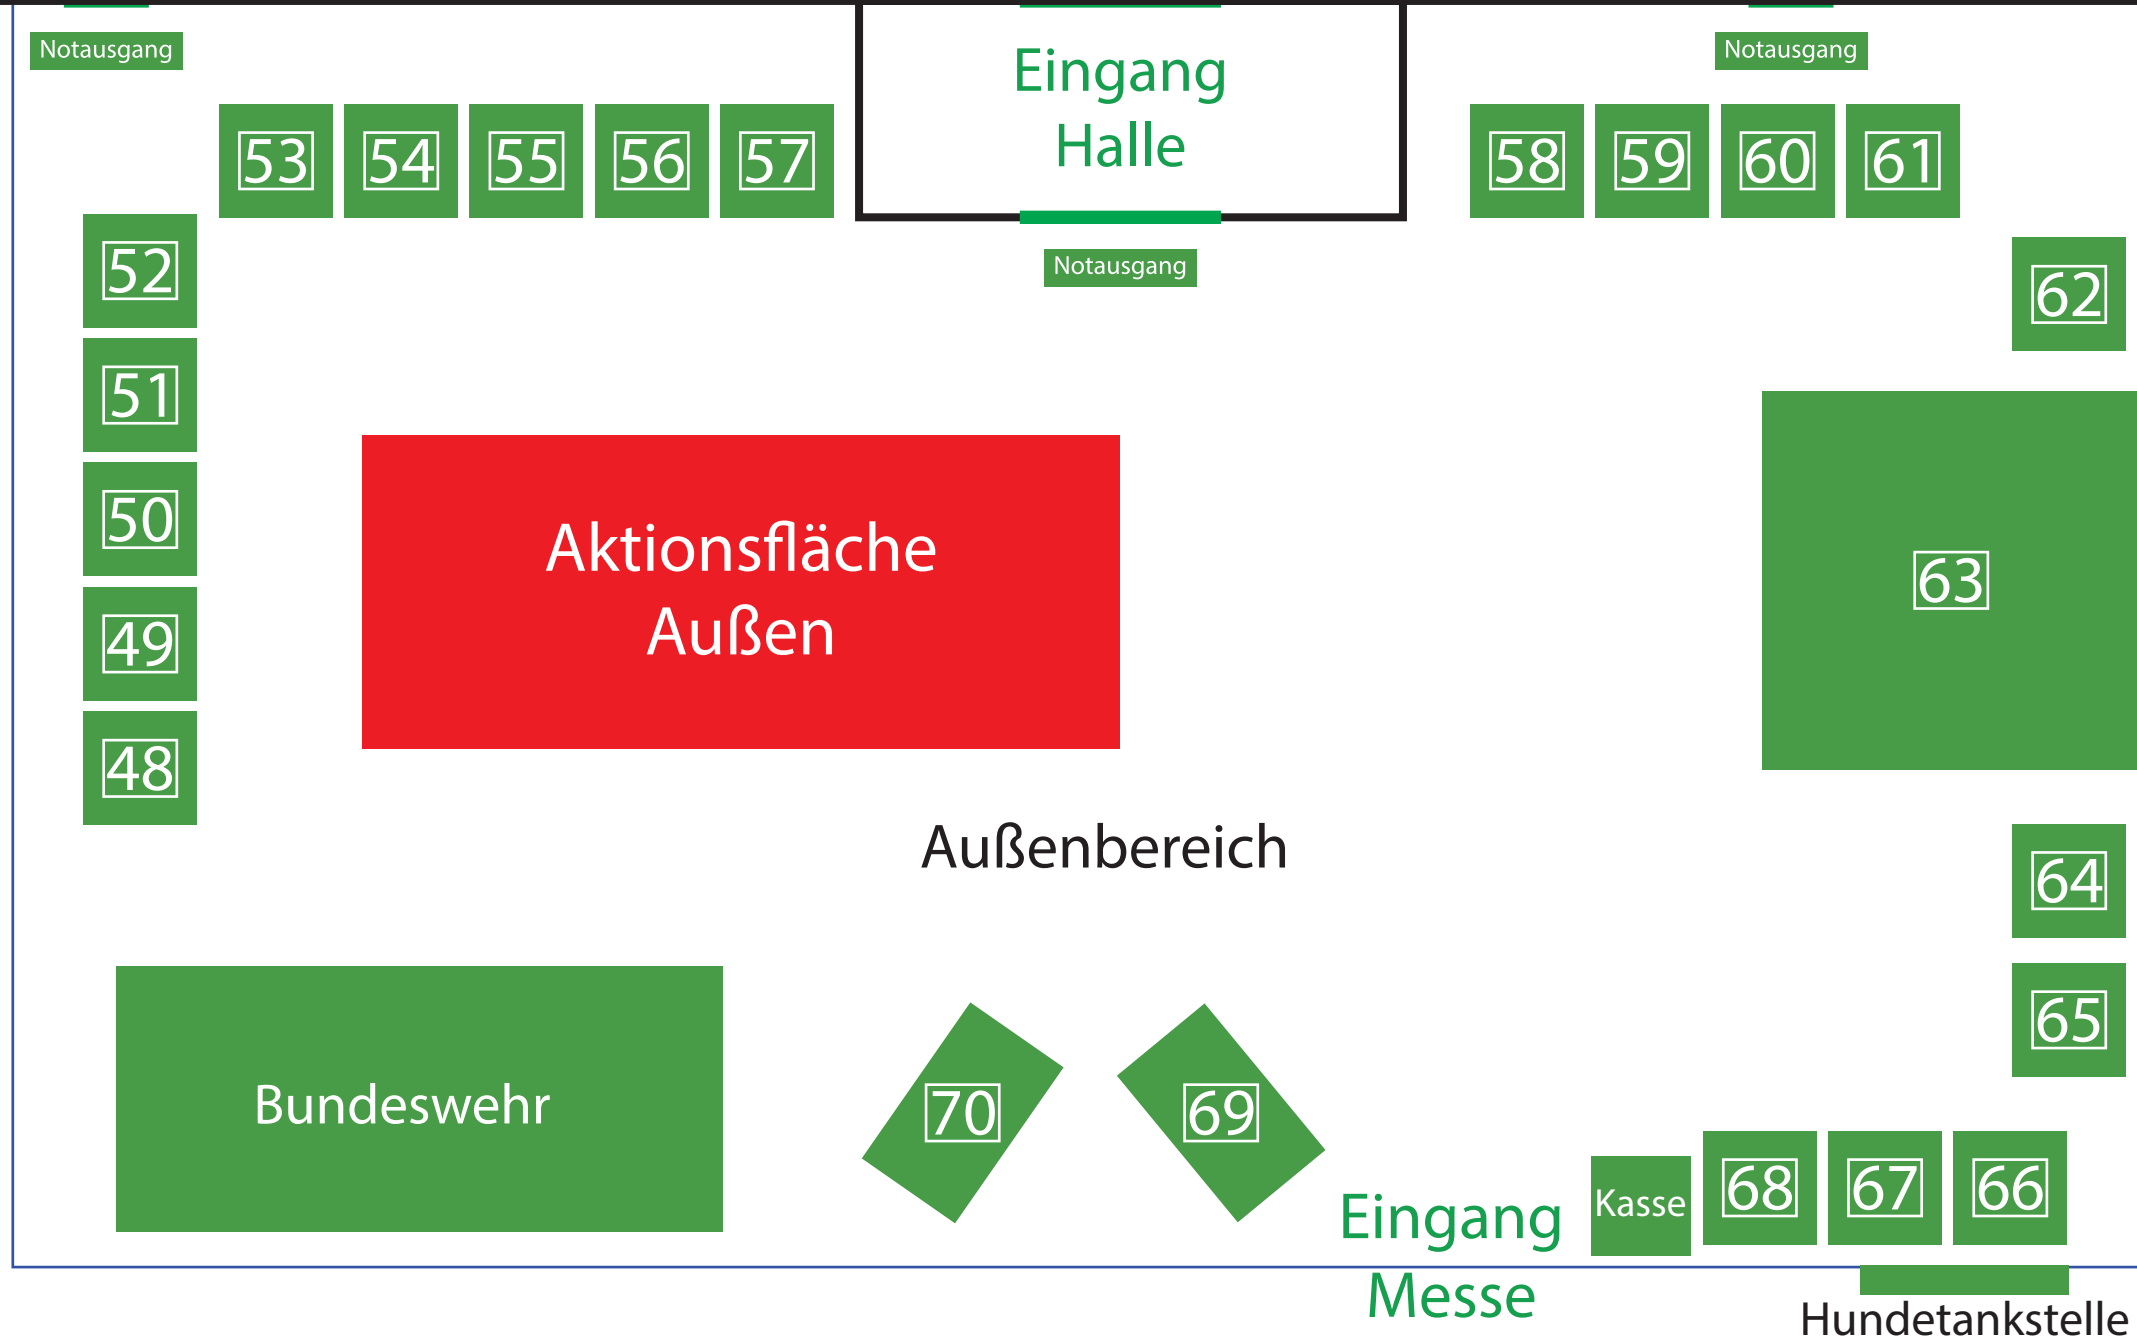 Notausgang
Eingang
Halle
Notausgang
53 54 55 56 57
58 59 60 61
52
Notausgang
62
51
50
Aktionsfläche
Außen
63
49
48
Außenbereich
64
65
Bundeswehr
70
69
Eingang
Messe
Kasse
68 67 66
Hundetankstelle